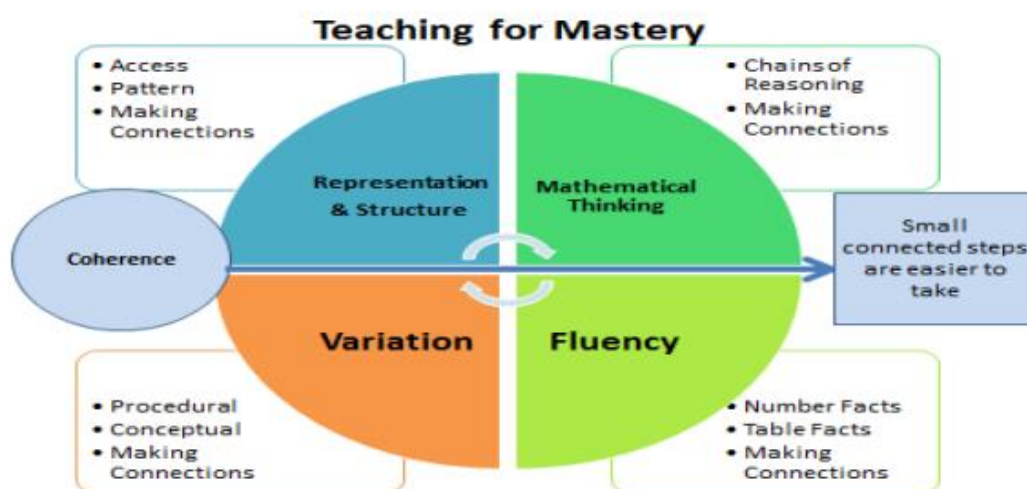 Teaching for Mastery
• Access
• Pattern
• Making
Connections
• Chains of
Reasoning
• Making
Connections
Representation
& Structure
Mathematical
Thinking
Coherence
Small
connected steps
are easier to
take
Variation
Fluency
• Procedural
• Conceptual
• Making
Connections
• Number Facts
• Table Facts
• Making
Connections